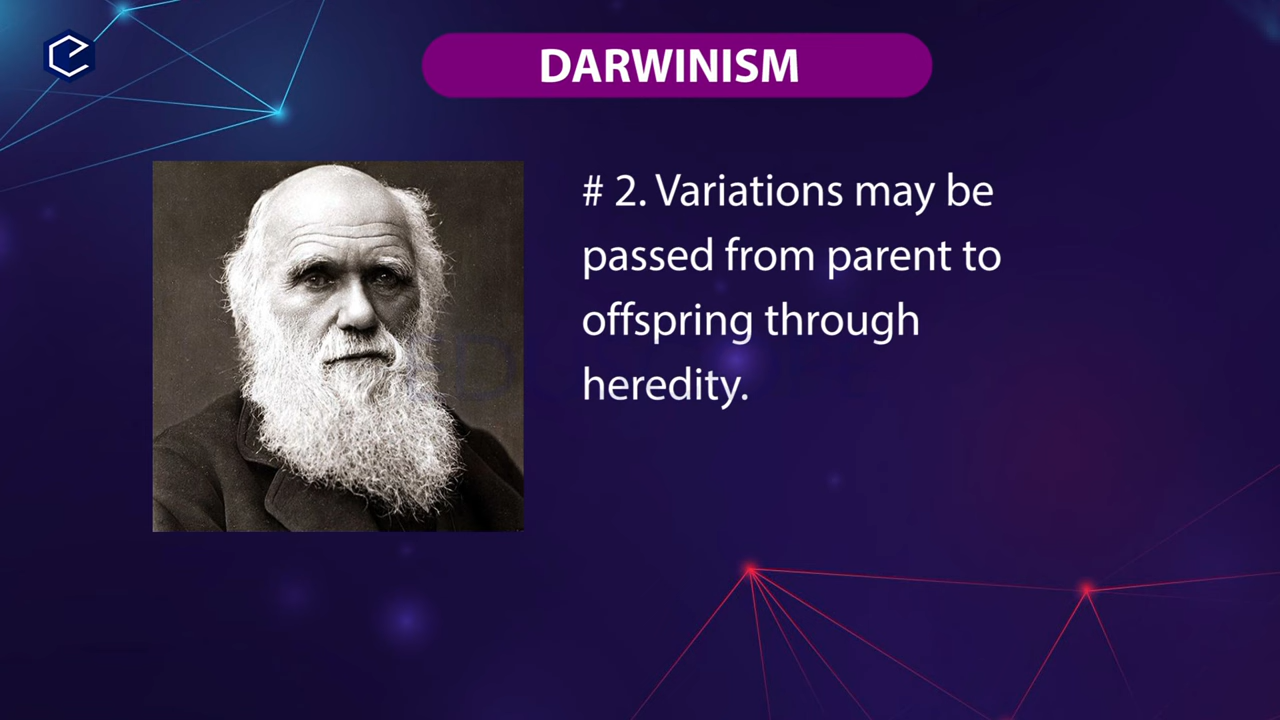 DARWINISM
# 2. Variations may be
passed from parent to
offspring through
heredity.